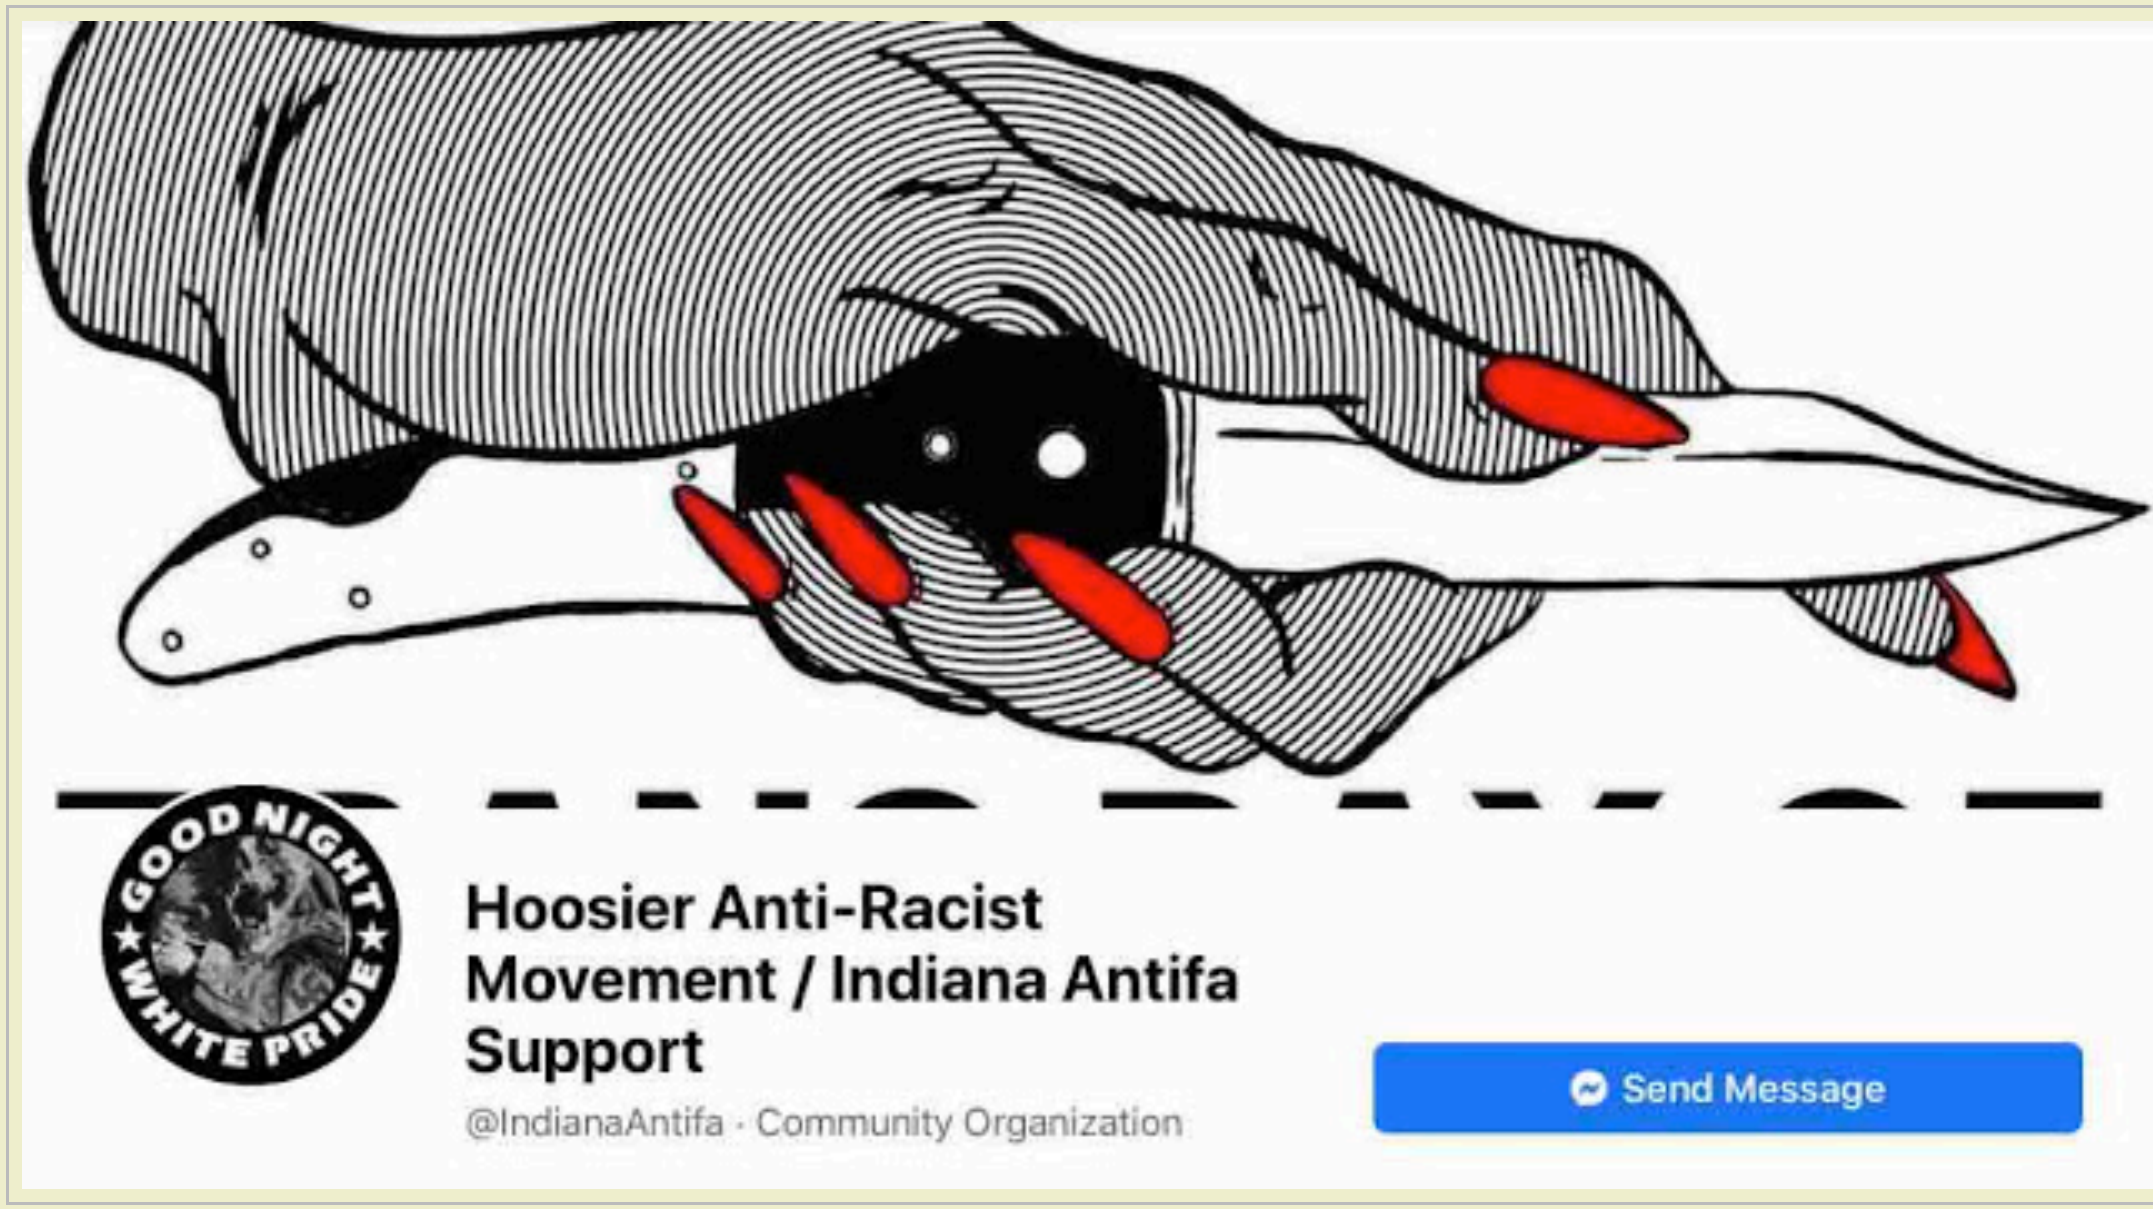 GOOD NIGHT
WHITE PRIDE
Hoosier Anti-Racist
Movement / Indiana Antifa
Support
@IndianaAntifa · Community Organization
Send Message